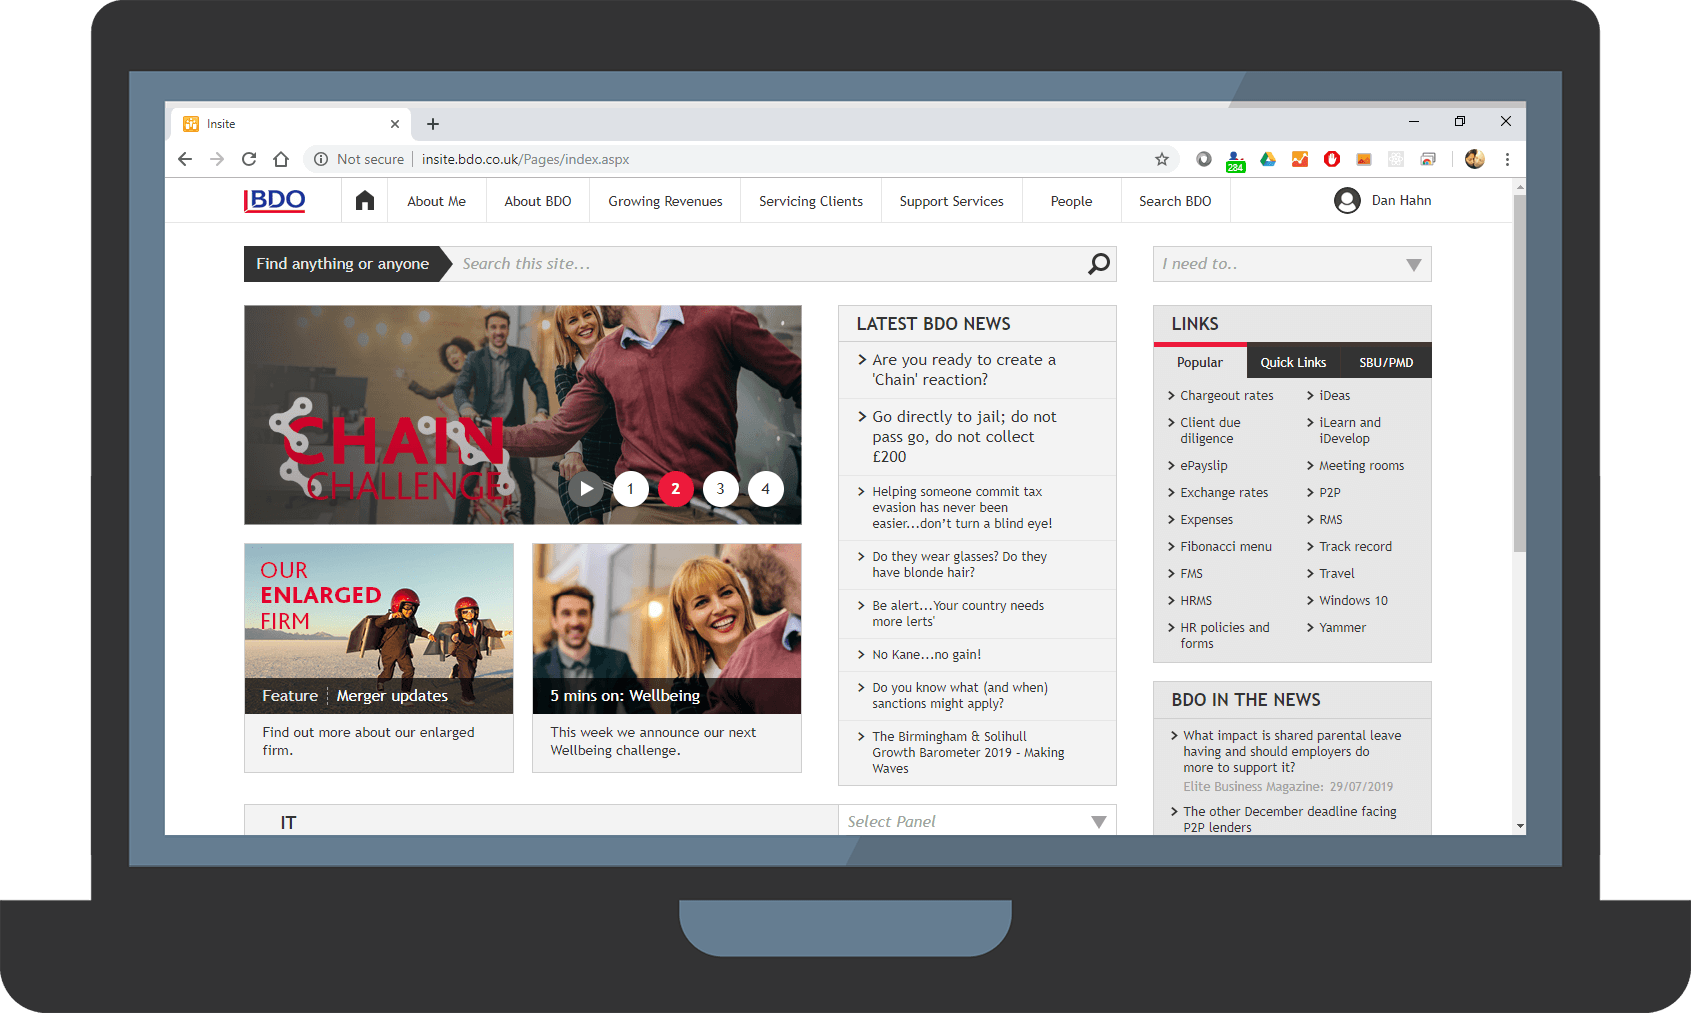 Insite
Not secure
insite.bdo.co.uk/Pages/index.aspx
284
BDO
About Me
About BDO
Growing Revenues
Servicing Clients
Support Services
People
Search BDO
Dan Hahn
Find anything or anyone
Search this site...
I need to..
CHAIN
CHALLENGE
1
2
3
4
OUR
ENLARGED
FIRM
Feature
Merger updates
Find out more about our enlarged
firm.
5 mins on: Wellbeing
This week we announce our next
Wellbeing challenge.
LATEST BDO NEWS
Are you ready to create a
'Chain' reaction?
Go directly to jail; do not
pass go, do not collect
£200
Helping someone commit tax
evasion has never been
easier...don’t turn a blind eye!
Do they wear glasses? Do they
have blonde hair?
Be alert...Your country needs
more lerts'
No Kane...no gain!
Do you know what (and when)
sanctions might apply?
The Birmingham & Solihull
Growth Barometer 2019 - Making
Waves
LINKS
Popular
Quick Links
SBU/PMD
Chargeout rates
Client due
diligence
ePayslip
Exchange rates
Expenses
Fibonacci menu
FMS
HRMS
HR policies and
forms
iDeas
iLearn and
iDevelop
Meeting rooms
P2P
RMS
Track record
Travel
Windows 10
Yammer
BDO IN THE NEWS
What impact is shared parental leave
having and should employers do
more to support it?
Elite Business Magazine: 29/07/2019
The other December deadline facing
P2P lenders
IT
Select Panel